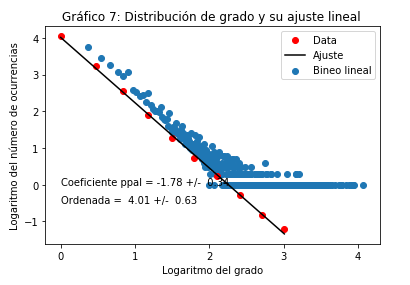 Gráfico 7: Distribución de grado y su ajuste lineal
Logaritmo del número de ocurrencias
4
3
2
1
0
−1
Data
Ajuste
Bineo lineal
Coeficiente ppal = -1.78 +/-  0.34
Ordenada =  4.01 +/-  0.63
0
1
2
3
4
Logaritmo del grado